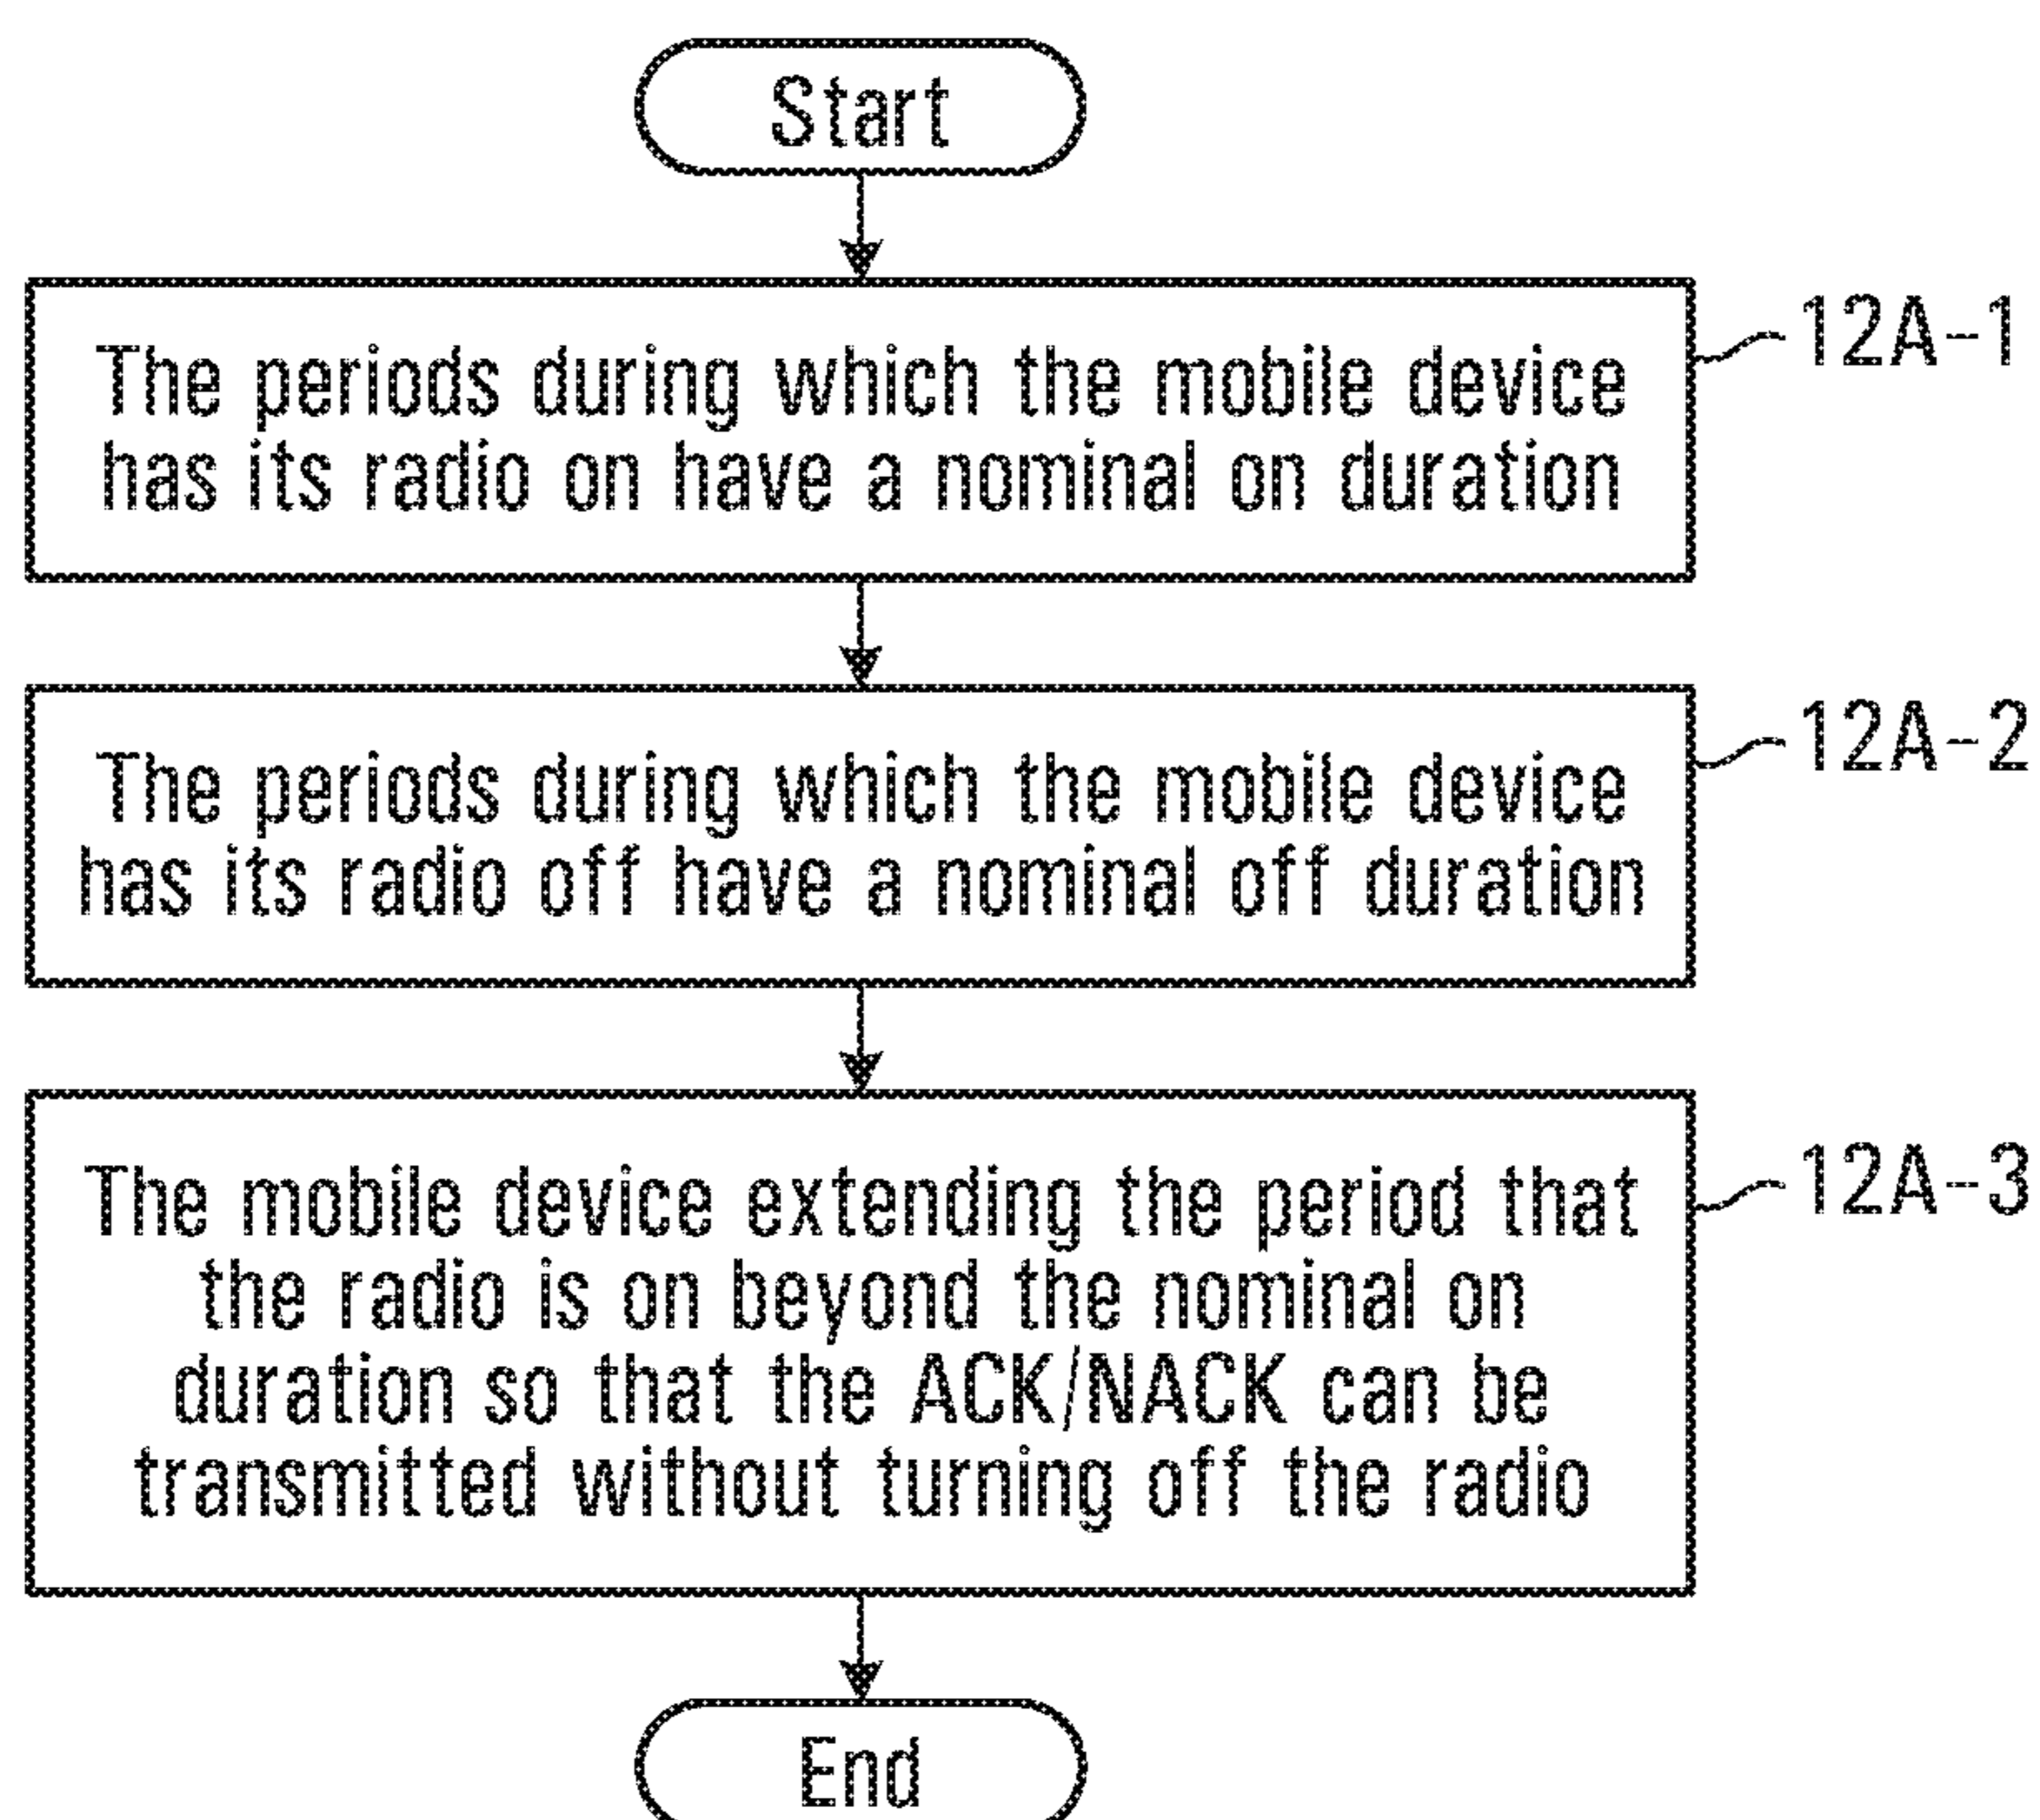 Start
The periods during which the mobile device
has its radio on have a nominal on duration
12A-1
The periods during which the mobile device
has its radio off have a nominal off duration
12A-2
The mobile device extending the period that
the radio is on beyond the nominal on
duration so that the ACK/NACK can be
transmitted without turning off the radio
12A-3
End